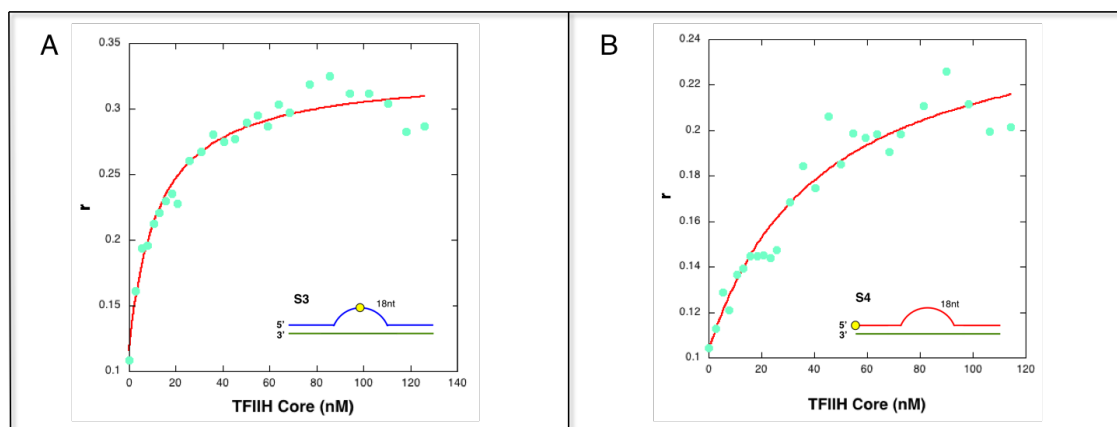 A
0.35
0.3
0.25
0.2
0.15
0.1
r
S3
18nt
5'
3'
0 20 40 60 80 100 120 140
TFIIH Core (nM)
B
0.24
0.22
0.2
0.18
0.16
0.14
0.12
0.1
r
S4
18nt
5'
3'
0 20 40 60 80 100 120
TFIIH Core (nM)